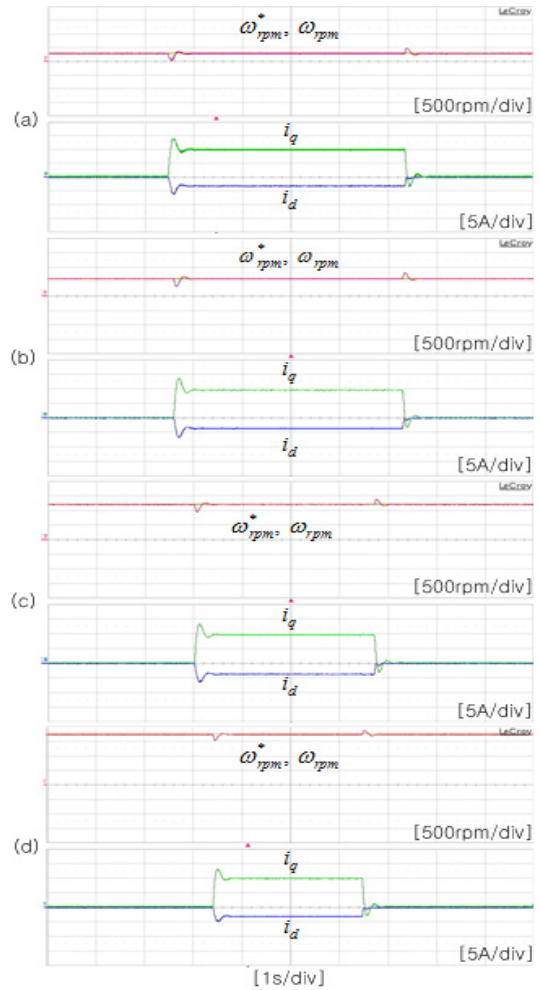 LeCroy
ω*rpm, ωrpm
[500rpm/div]
(a)
iq
id
[5A/div]
LeCroy
ω*rpm, ωrpm
[500rpm/div]
(b)
iq
id
[5A/div]
LeCroy
ω*rpm, ωrpm
[500rpm/div]
(c)
iq
id
[5A/div]
LeCroy
ω*rpm, ωrpm
[500rpm/div]
(d)
iq
id
[5A/div]
[1s/div]